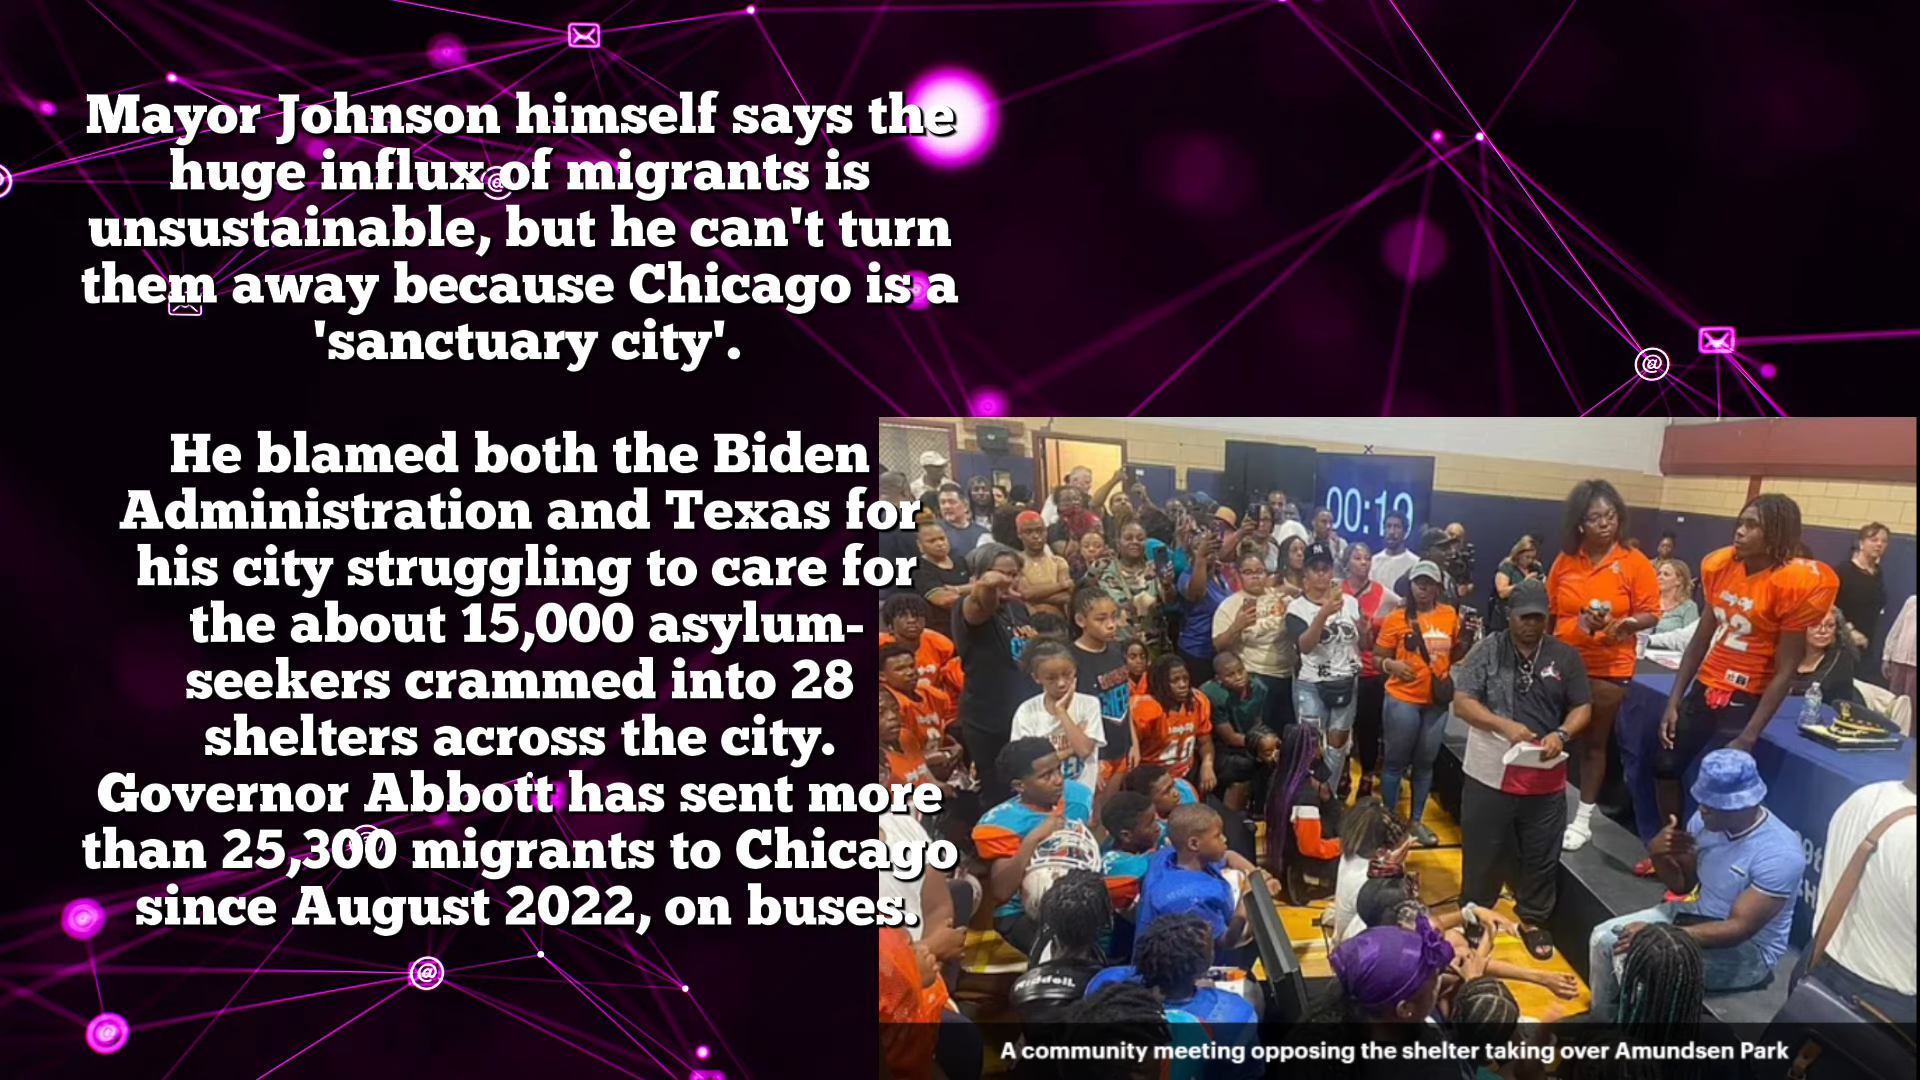 Mayor Johnson himself says the
huge influx of migrants is
unsustainable, but he can't turn
them away because Chicago is a
'sanctuary city'.
He blamed both the Biden
Administration and Texas for
his city struggling to care for
the about 15,000 asylum-
seekers crammed into 28
shelters across the city.
Governor Abbott has sent more
than 25,300 migrants to Chicago
since August 2022, on buses.
00:19
32
Riddell
A community meeting opposing the shelter taking over Amundsen Park